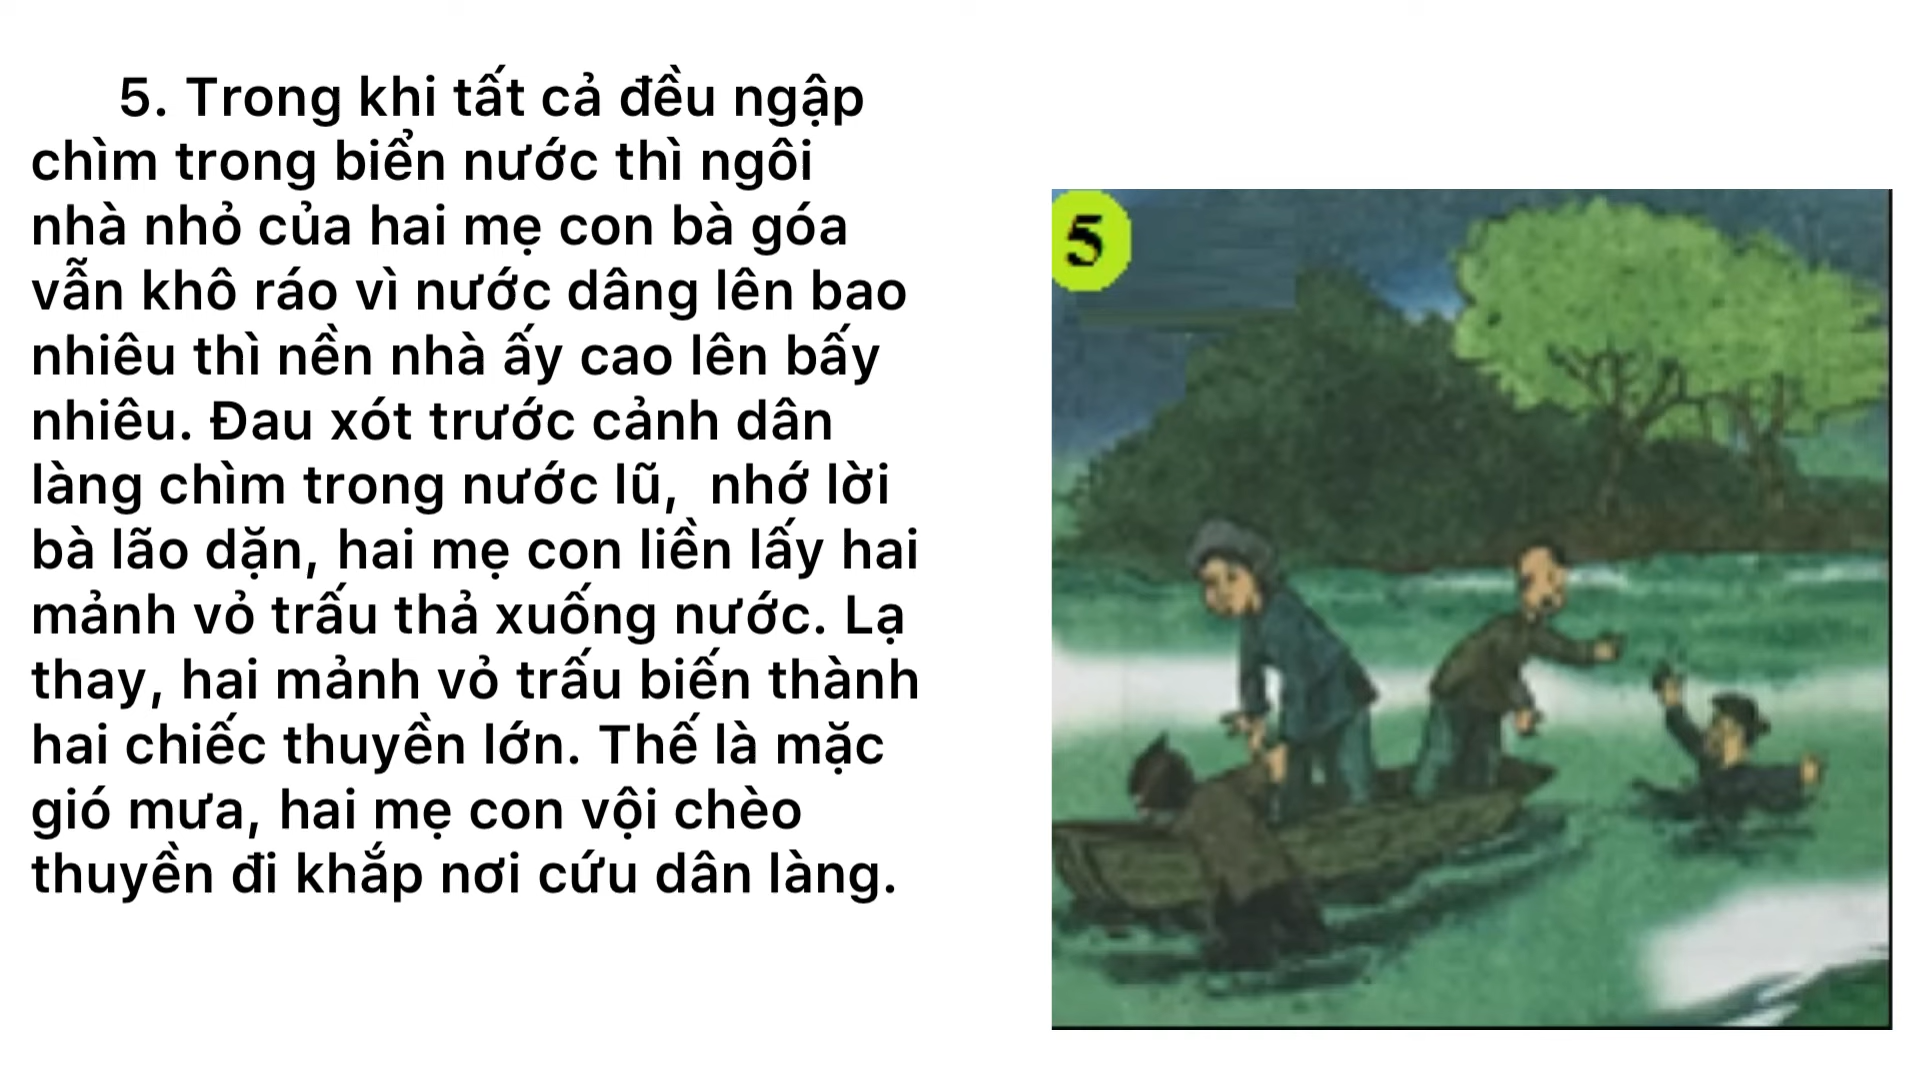 5. Trong khi tất cả đều ngập
chìm trong biển nước thì ngôi
nhà nhỏ của hai mẹ con bà góa
vẫn khô ráo vì nước dâng lên bao
nhiêu thì nền nhà ấy cao lên bấy
nhiêu. Đau xót trước cảnh dân
làng chìm trong nước lũ,  nhớ lời
bà lão dặn, hai mẹ con liền lấy hai
mảnh vỏ trấu thả xuống nước. Lạ
thay, hai mảnh vỏ trấu biến thành
hai chiếc thuyền lớn. Thế là mặc
gió mưa, hai mẹ con vội chèo
thuyền đi khắp nơi cứu dân làng.
5